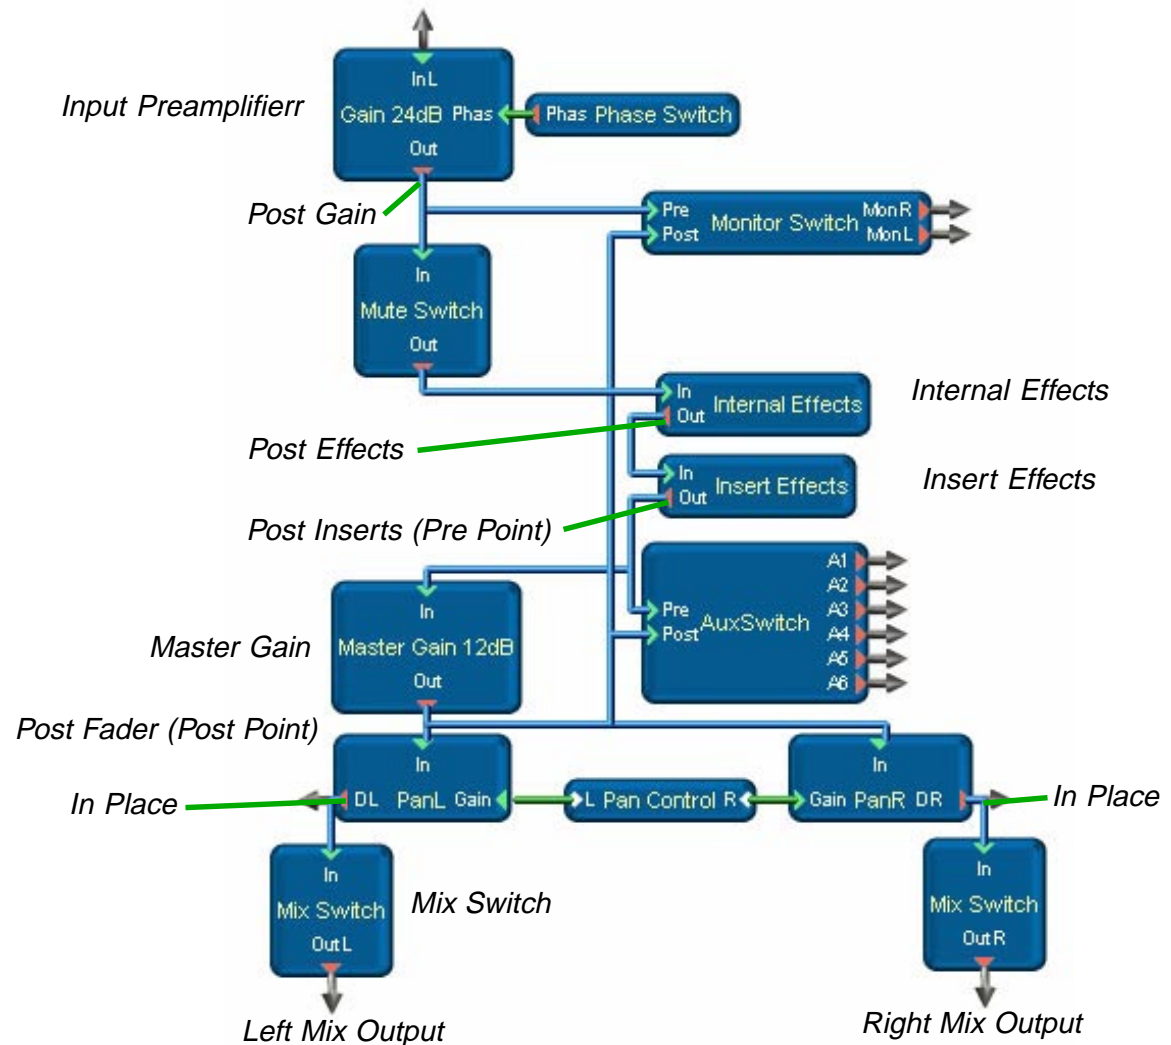 In L
Input Preamplifierr
Gain 24dB Phas
Phas Phase Switch
Out
Post Gain
Pre
Monitor Switch
Mon R
Post
Mon L
In
Mute Switch
Out
In
Internal Effects
Out
Internal Effects
Post Effects
In
Insert Effects
Out
Insert Effects
Post Inserts (Pre Point)
A1
A2
Pre
A3
AuxSwitch
Post
A4
A5
A6
In
Master Gain
Master Gain 12dB
Out
Post Fader (Post Point)
In
In
In Place
DL PanL Gain
L Pan Control R
Gain PanR DR
In Place
In
Mix Switch
Out L
Mix Switch
In
Mix Switch
Out R
Left Mix Output
Right Mix Output